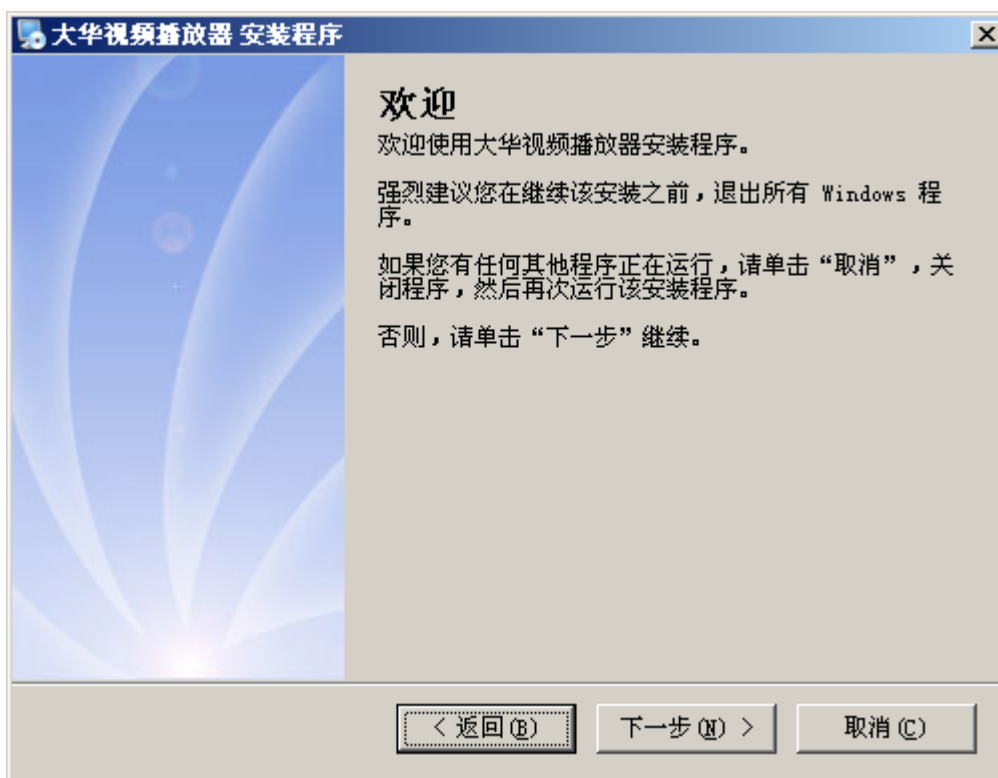 大华视频播放器 安装程序
欢迎
欢迎使用大华视频播放器安装程序。
强烈建议您在继续该安装之前，退出所有 Windows 程
序。
如果您有任何其他程序正在运行，请单击“取消”，关
闭程序，然后再次运行该安装程序。
否则，请单击“下一步”继续。
< 返回(B)
下一步(N) >
取消(C)